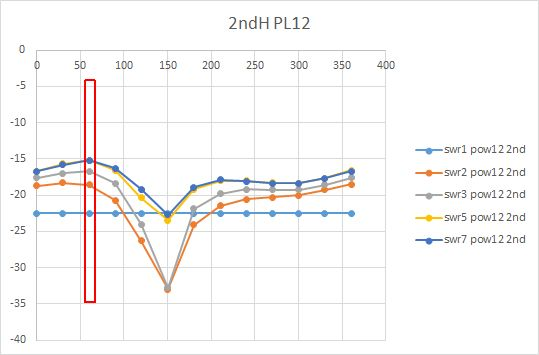 2ndH PL12
0 50 100 150 200 250 300 350 400
0
-5
-10
-15
-20
-25
-30
-35
-40
swr1 pow12 2nd
swr2 pow12 2nd
swr3 pow12 2nd
swr5 pow12 2nd
swr7 pow12 2nd